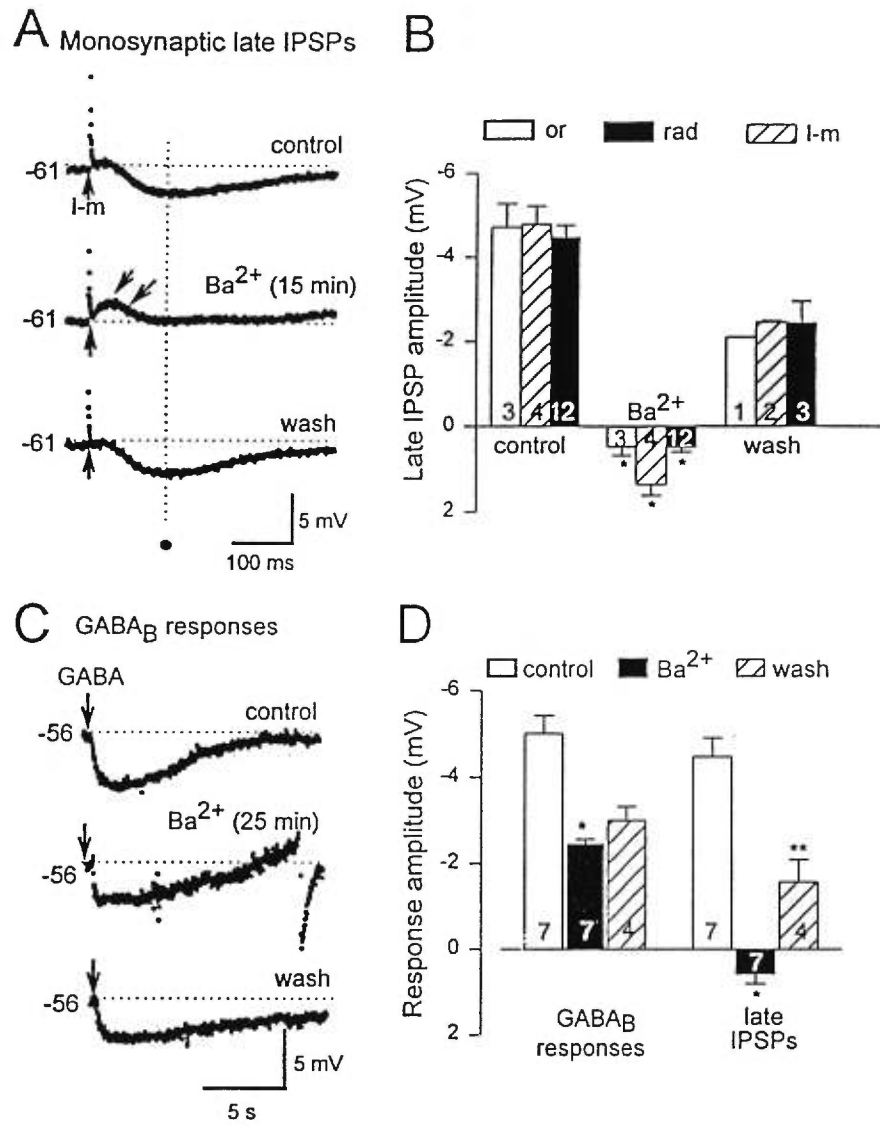 A Monosynaptic late IPSPs
control
-61
l-m
Ba2+ (15 min)
-61
wash
-61
5 mV
100 ms
B
or rad l-m
Late IPSP amplitude (mV)
-6
-4
-2
0
2
3 4 12
control
Ba2+
3 4 12
* * *
1 2 3
wash
C GABAB responses
GABA
control
-56
Ba2+ (25 min)
-56
wash
-56
5 mV
5 s
D
control Ba2+ wash
Response amplitude (mV)
-6
-4
-2
0
2
*
7 7 4
GABAB
responses
**
7 7 4
*
late
IPSPs